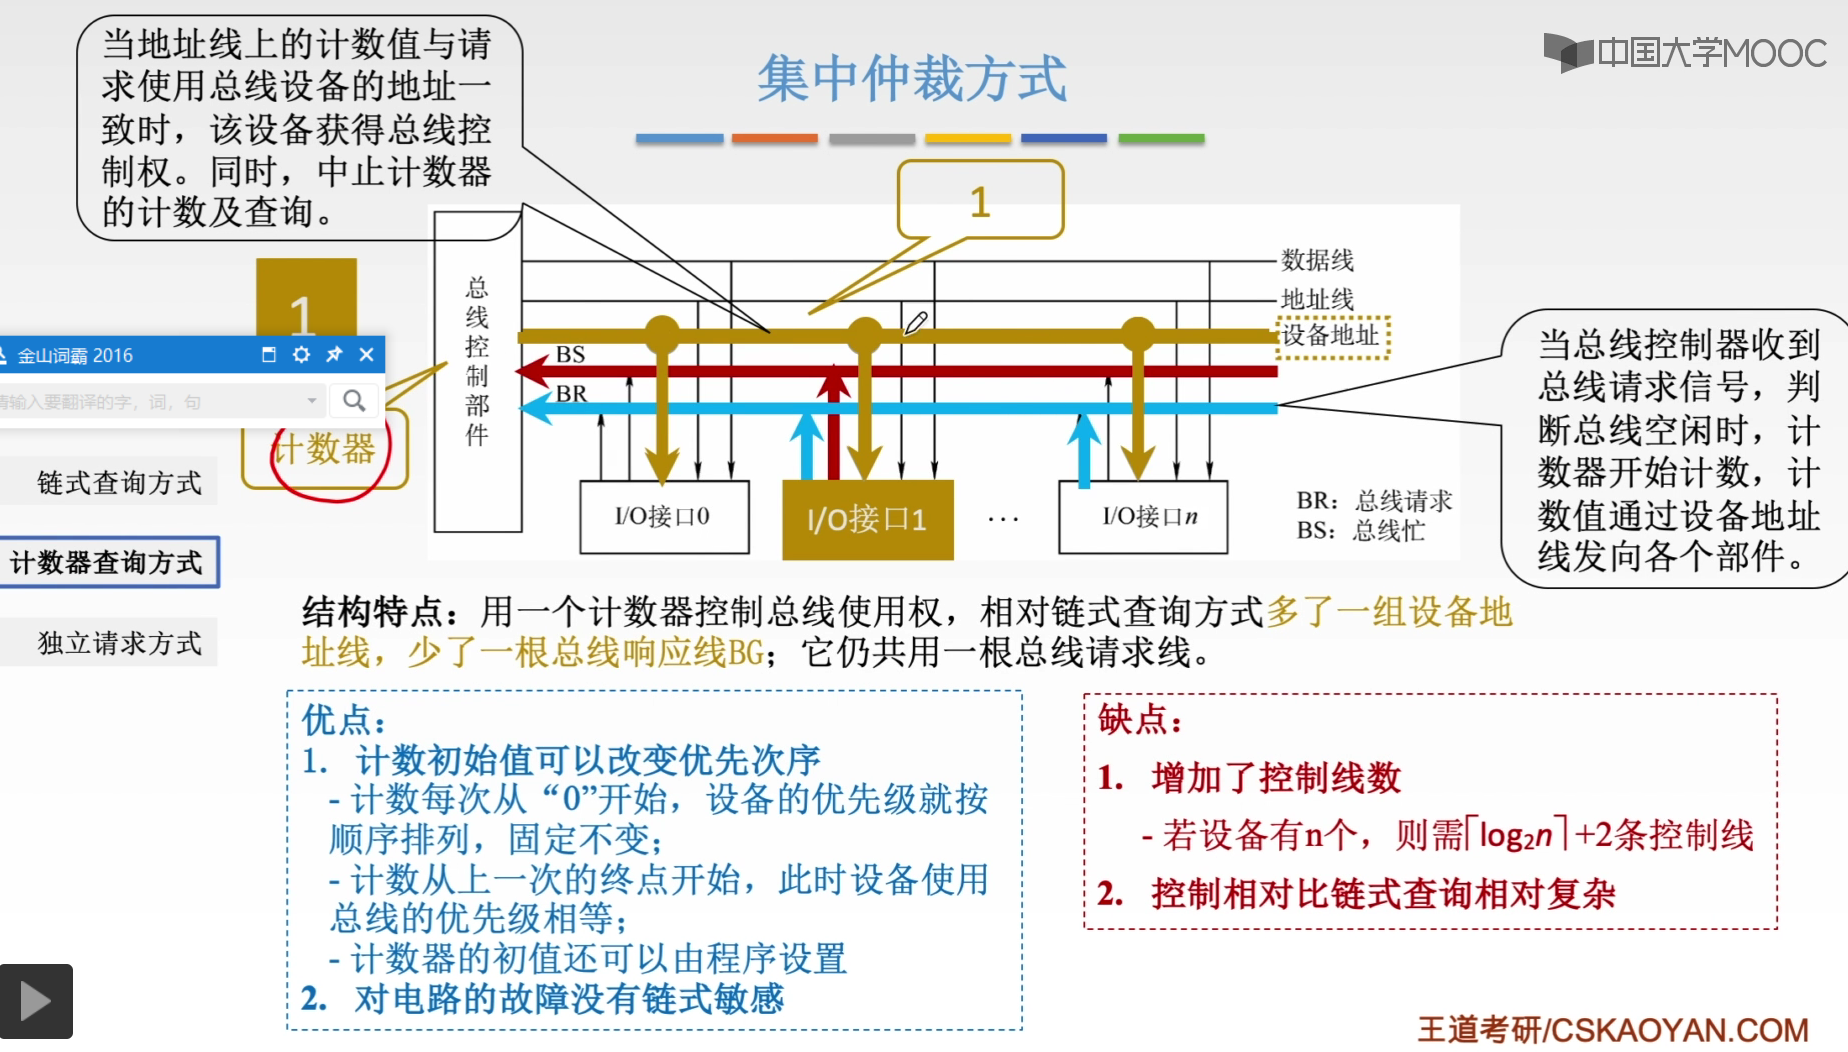 当地址线上的计数值与请
求使用总线设备的地址一
致时，该设备获得总线控
制权。同时，中止计数器
的计数及查询。
集中仲裁方式
中国大学MOOC
1
1
总线控制部件
数据线
地址线
设备地址
BS
BR
金山词霸 2016
请输入要翻译的字，词，句
计数器
链式查询方式
计数器查询方式
独立请求方式
I/O接口0
I/O接口1
···
I/O接口n
BR：总线请求
BS：总线忙
当总线控制器收到
总线请求信号，判
断总线空闲时，计
数器开始计数，计
数值通过设备地址
线发向各个部件。
结构特点：用一个计数器控制总线使用权，相对链式查询方式多了一组设备地
址线，少了一根总线响应线BG；它仍共用一根总线请求线。
优点：
1. 计数初始值可以改变优先次序
- 计数每次从“0”开始，设备的优先级就按
顺序排列，固定不变；
- 计数从上一次的终点开始，此时设备使用
总线的优先级相等；
- 计数器的初值还可以由程序设置
2. 对电路的故障没有链式敏感
缺点：
1. 增加了控制线数
- 若设备有n个，则需⌈log₂n⌉+2条控制线
2. 控制相对比链式查询相对复杂
王道考研/CSKAOYAN.COM